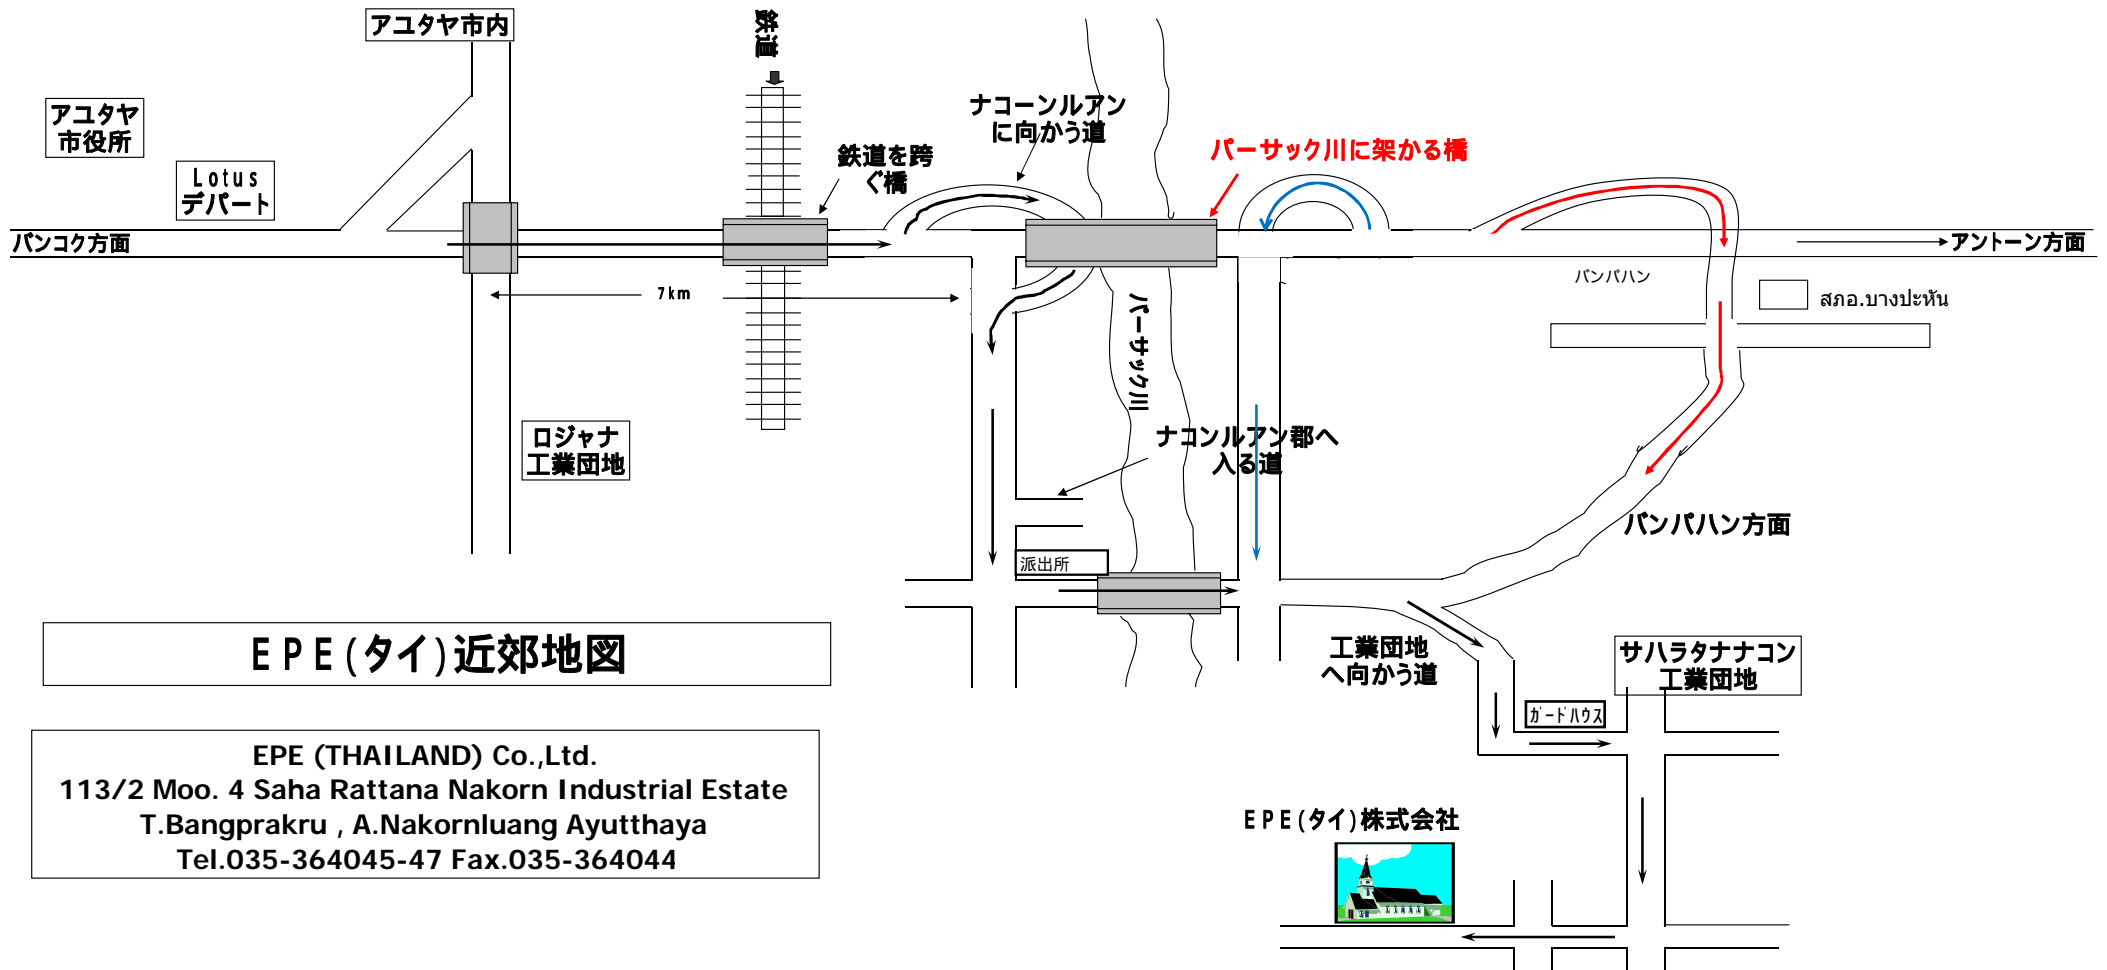 アユタヤ市内
鉄道
アユタヤ
市役所
Lotus
デパート
ナコーンルアン
に向かう道
鉄道を跨
ぐ橋
パーサック川に架かる橋
バンコク方面
アントーン方面
7km
バンパハン
สภอ.บางปะหัน
パーサック川
ロジャナ
工業団地
ナコンルアン郡へ
入る道
バンパハン方面
派出所
EPE(タイ)近郊地図
工業団地
へ向かう道
サハラタナナコン
工業団地
ガードハウス
EPE (THAILAND) Co.,Ltd.
113/2 Moo. 4 Saha Rattana Nakorn Industrial Estate
T.Bangprakru , A.Nakornluang Ayutthaya
Tel.035-364045-47 Fax.035-364044
EPE(タイ)株式会社